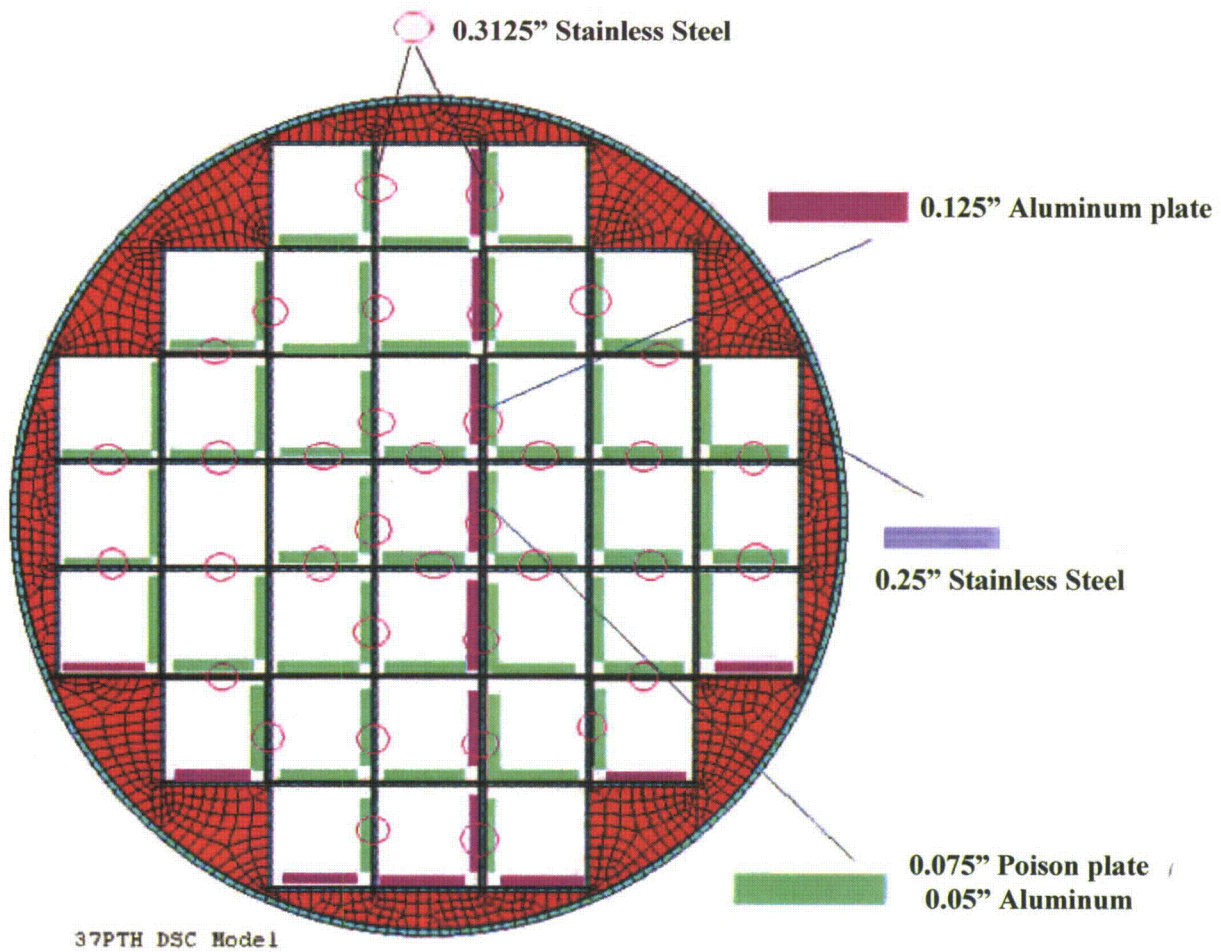 0.3125” Stainless Steel
0.125” Aluminum plate
0.25” Stainless Steel
0.075” Poison plate
0.05” Aluminum
37PTH DSC Model